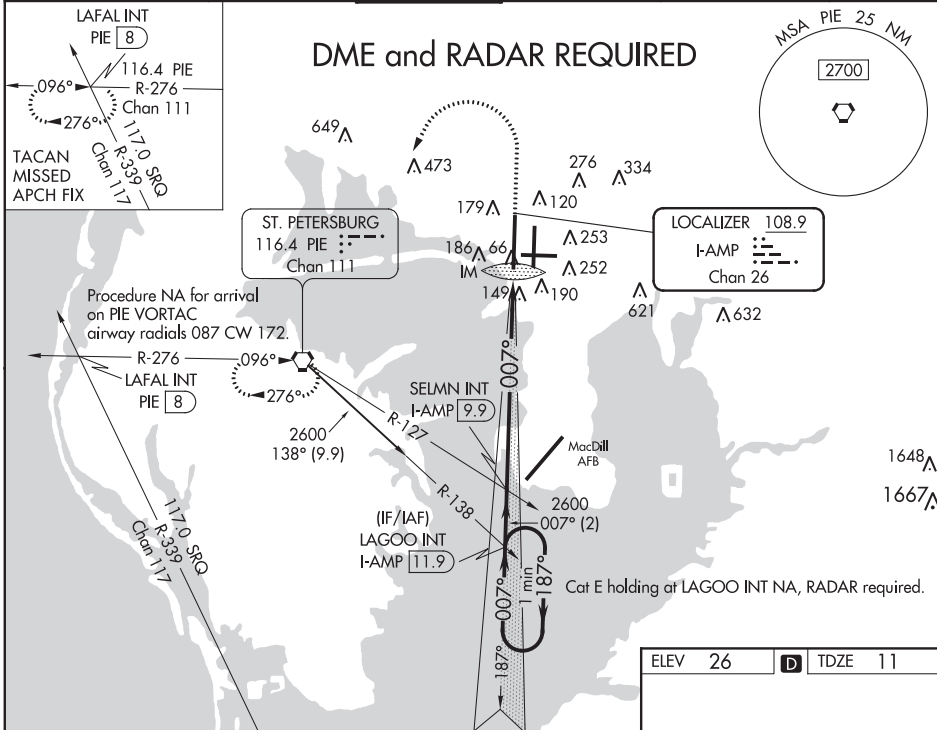 LAFAL INT
PIE 8
116.4 PIE
096°
R-276
Chan 111
276°
117.0 SRQ
R-339
Chan 117
TACAN
MISSED
APCH FIX
DME and RADAR REQUIRED
MSA PIE 25 NM
2700
649
473
276
334
179
120
253
186
66
252
IM
149
190
621
632
ST. PETERSBURG
116.4 PIE
Chan 111
LOCALIZER 108.9
I-AMP
Chan 26
Procedure NA for arrival
on PIE VORTAC
airway radials 087 CW 172.
R-276
096°
LAFAL INT
PIE 8
276°
007°
SELMN INT
I-AMP 9.9
R-127
2600
138° (9.9)
MacDill
AFB
1648
1667
R-138
2600
007° (2)
(IF/IAF)
LAGOO INT
I-AMP 11.9
117.0 SRQ
R-339
Chan 117
007°
1 min
187°
187°
Cat E holding at LAGOO INT NA, RADAR required.
ELEV 26
D
TDZE 11